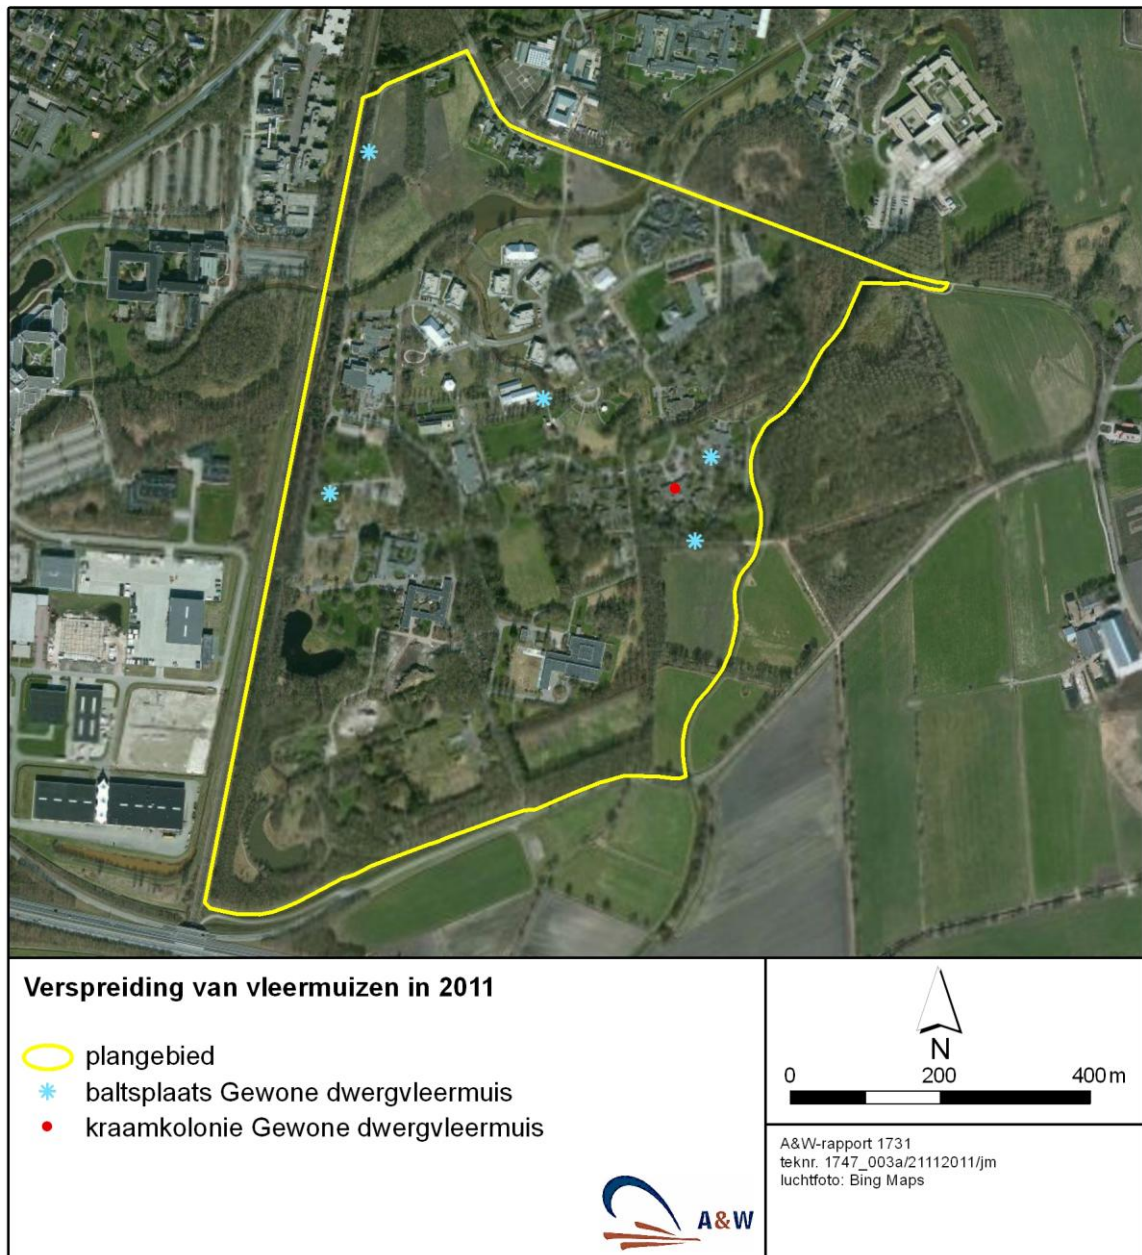 Verspreiding van vleermuizen in 2011
plangebied
baltsplaats Gewone dwergvleermuis
kraamkolonie Gewone dwergvleermuis
A&W
N
0 200 400 m
A&W-rapport 1731
teknr. 1747_003a/21112011/jm
luchtfoto: Bing Maps